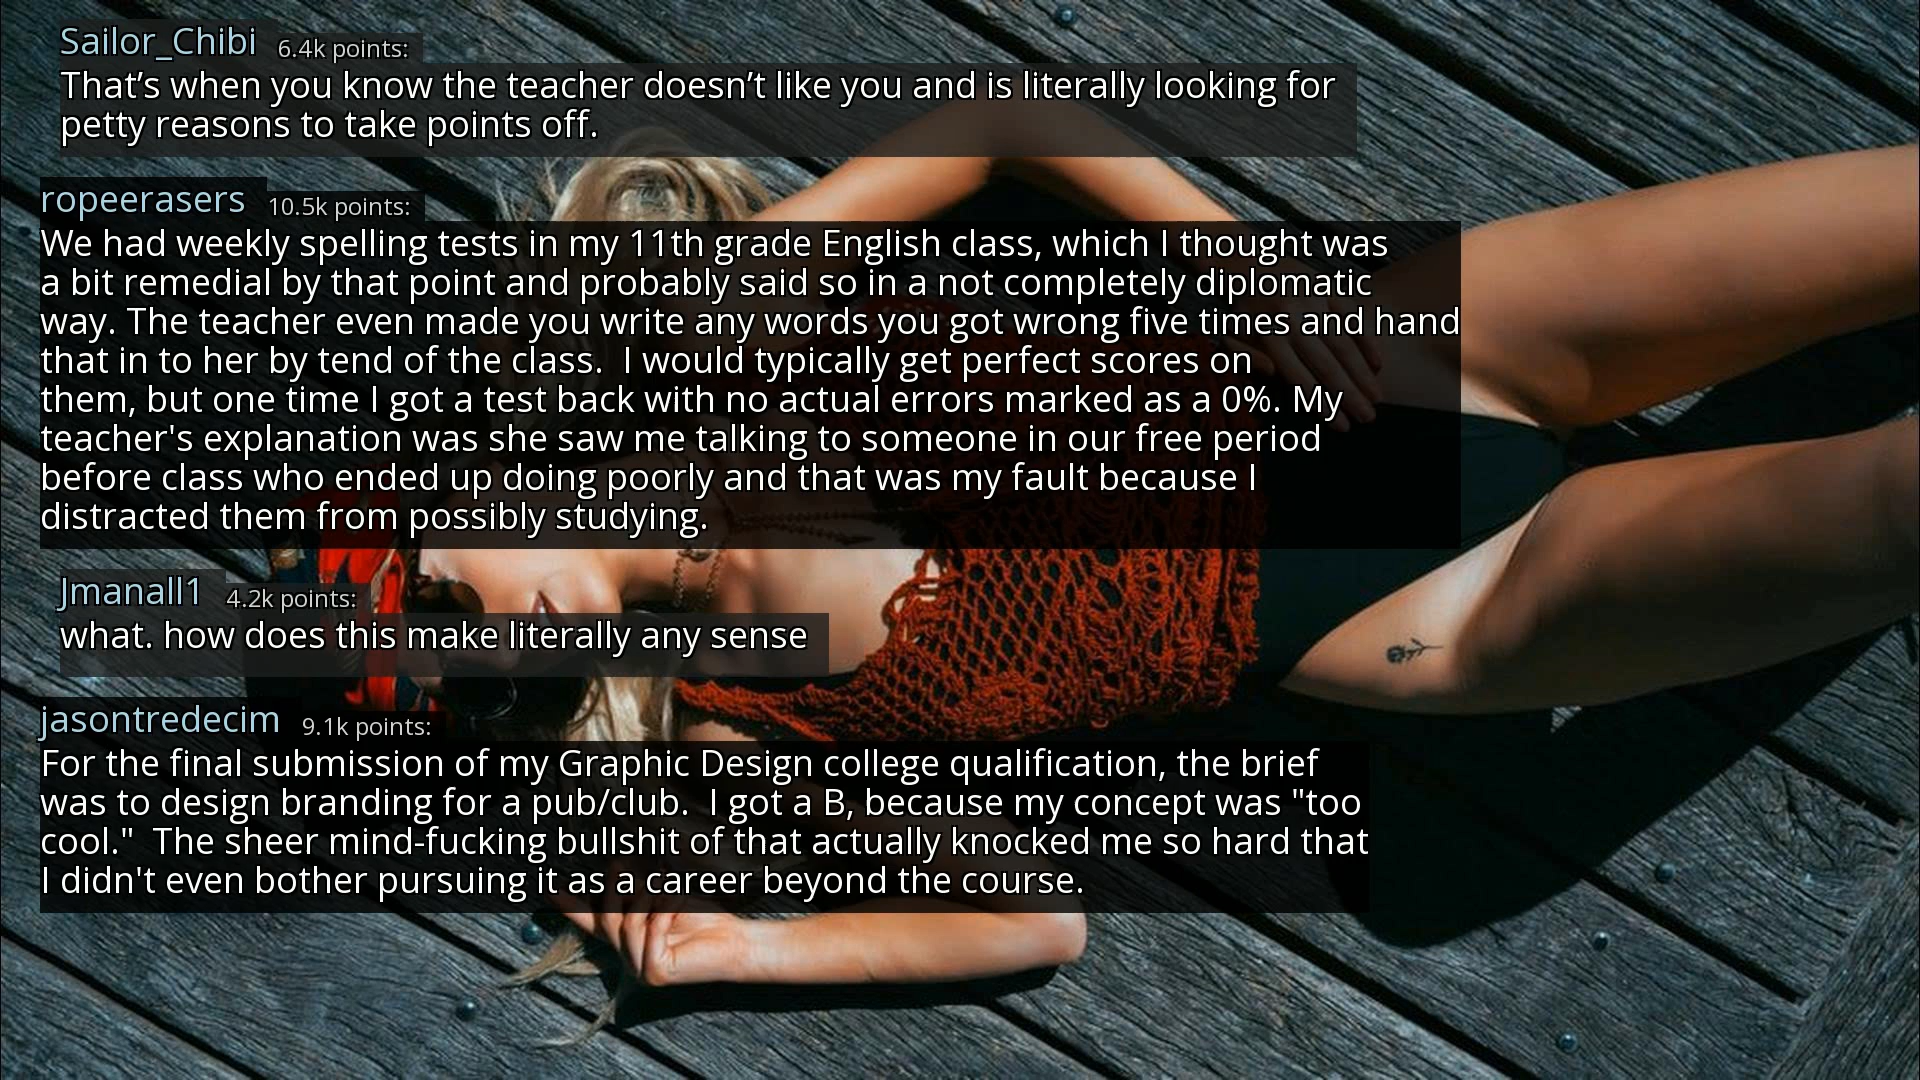 Sailor_Chibi 6.4k points:
That’s when you know the teacher doesn’t like you and is literally looking for
petty reasons to take points off.
ropeerasers 10.5k points:
We had weekly spelling tests in my 11th grade English class, which I thought was
a bit remedial by that point and probably said so in a not completely diplomatic
way. The teacher even made you write any words you got wrong five times and hand
that in to her by tend of the class.  I would typically get perfect scores on
them, but one time I got a test back with no actual errors marked as a 0%. My
teacher's explanation was she saw me talking to someone in our free period
before class who ended up doing poorly and that was my fault because I
distracted them from possibly studying.
Jmanall1 4.2k points:
what. how does this make literally any sense
jasontredecim 9.1k points:
For the final submission of my Graphic Design college qualification, the brief
was to design branding for a pub/club.  I got a B, because my concept was "too
cool."  The sheer mind-fucking bullshit of that actually knocked me so hard that
I didn't even bother pursuing it as a career beyond the course.